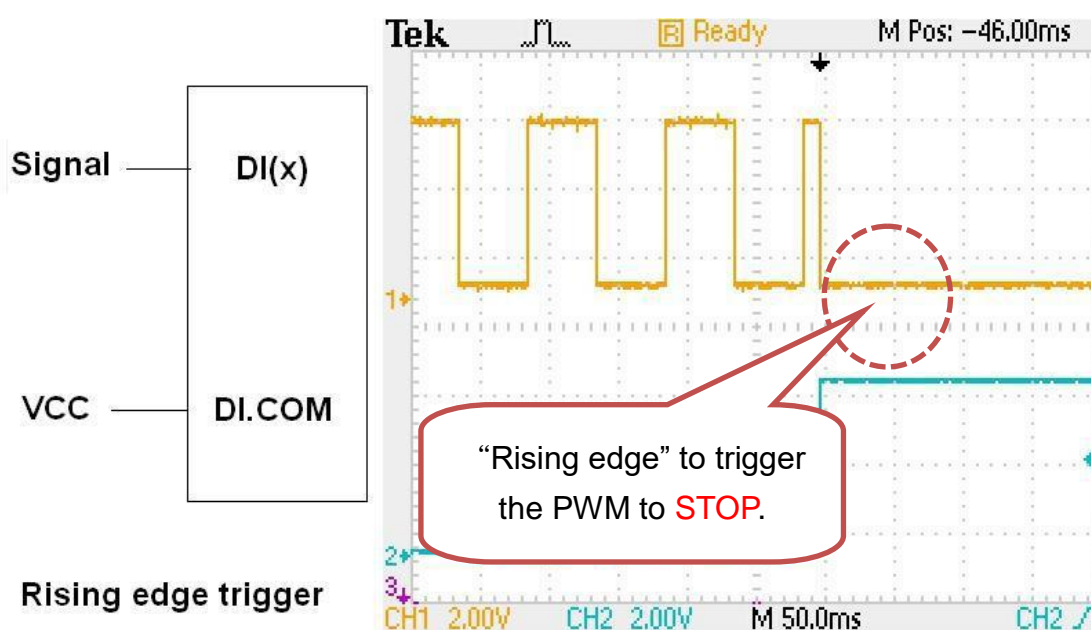 Signal
DI(x)
VCC
DI.COM
Rising edge trigger
Tek
R Ready
M Pos: −46.00ms
1
“Rising edge” to trigger
the PWM to STOP.
2
3
CH1 2.00V
CH2 2.00V
M 50.0ms
CH2